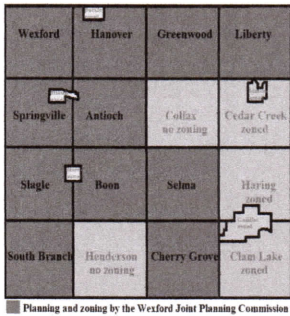 Wexford Hanover Greenwood Liberty
Springville Antioch Colfax Cedar Creek
no zoning zoned
Slagle Boon Selma Haring
zoned
South Branch Henderson Cherry Grove Clam Lake
no zoning zoned
Planning and zoning by the Wexford Joint Planning Commission